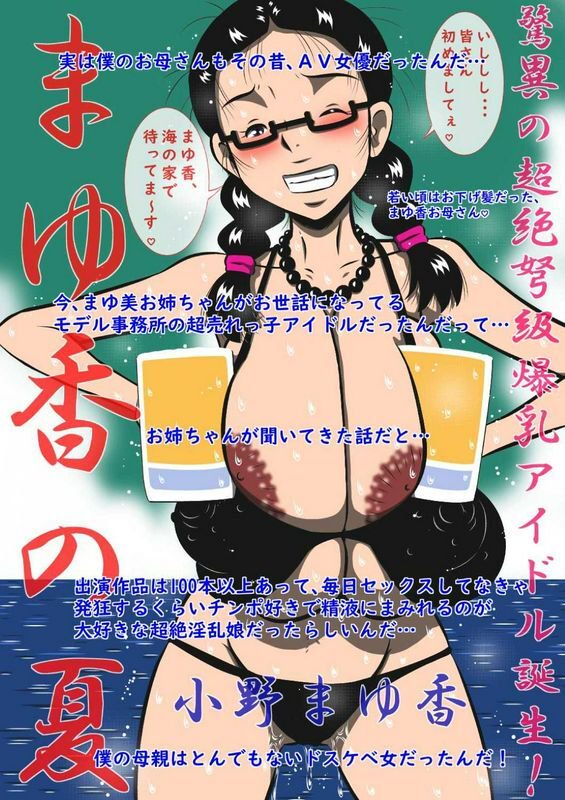 驚異の超絶弩級爆乳アイドル誕生!
実は僕のお母さんもその昔、AV女優だったんだ…
いししし…
皆さん
初めましてぇ♡
まゆ香、
海の家で
待ってま〜す♡
若い頃はお下げ髪だった、
まゆ香お母さん♡
まゆ香の夏
今、まゆ美お姉ちゃんがお世話になってる
モデル事務所の超売れっ子アイドルだったんだって…
お姉ちゃんが聞いてきた話だと…
出演作品は100本以上あって、毎日セックスしてなきゃ
発狂するくらいチンポ好きで精液にまみれるのが
大好きな超絶淫乱娘だったらしいんだ…
小野まゆ香
僕の母親はとんでもないドスケベ女だったんだ!